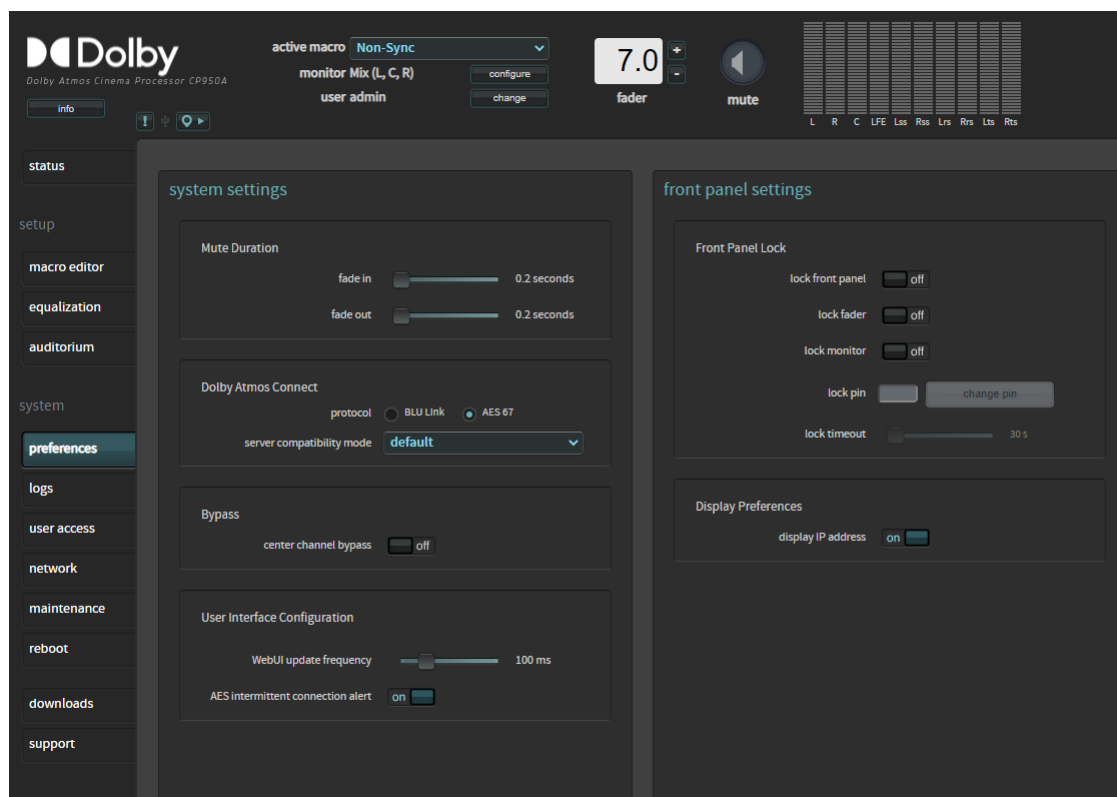 Dolby
Dolby Atmos Cinema Processor CP950A
info
active macro Non-Sync
monitor Mix (L, C, R) configure
user admin change
7.0
+
-
fader
mute
L R C LFE Lss Rss Lrs Rrs Lts Rts
status
setup
macro editor
equalization
auditorium
system
preferences
logs
user access
network
maintenance
reboot
downloads
support
system settings
Mute Duration
fade in 0.2 seconds
fade out 0.2 seconds
Dolby Atmos Connect
protocol BLU LInk AES 67
server compatibility mode default
Bypass
center channel bypass off
User Interface Configuration
WebUI update frequency 100 ms
AES intermittent connection alert on
front panel settings
Front Panel Lock
lock front panel off
lock fader off
lock monitor off
lock pin change pin
lock timeout 30 s
Display Preferences
display IP address on